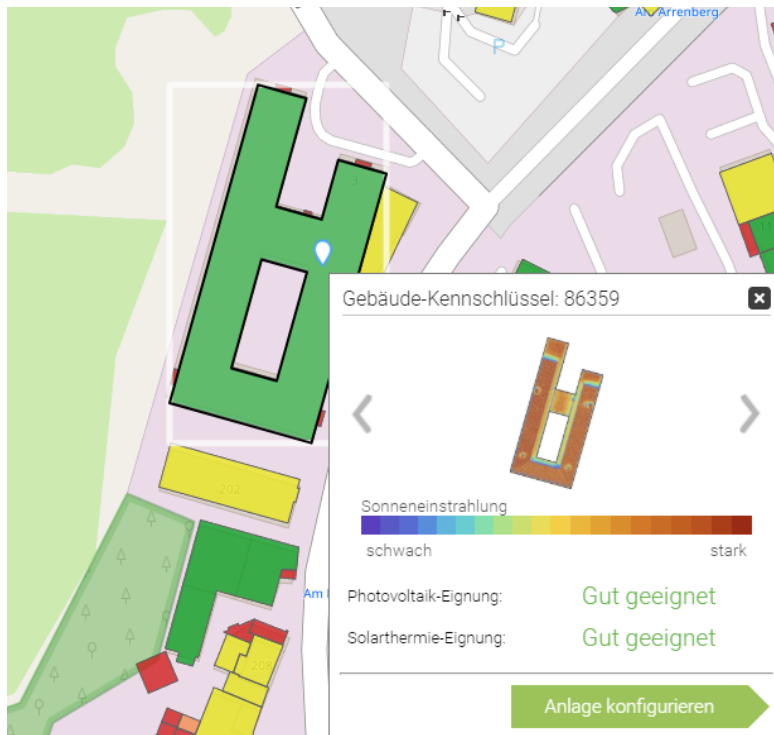 Am Arrenberg
P
3
11
Gebäude-Kennschlüssel: 86359
Sonneneinstrahlung
schwach
stark
202
Photovoltaik-Eignung:
Gut geeignet
Am
Solarthermie-Eignung:
Gut geeignet
208
Anlage konfigurieren